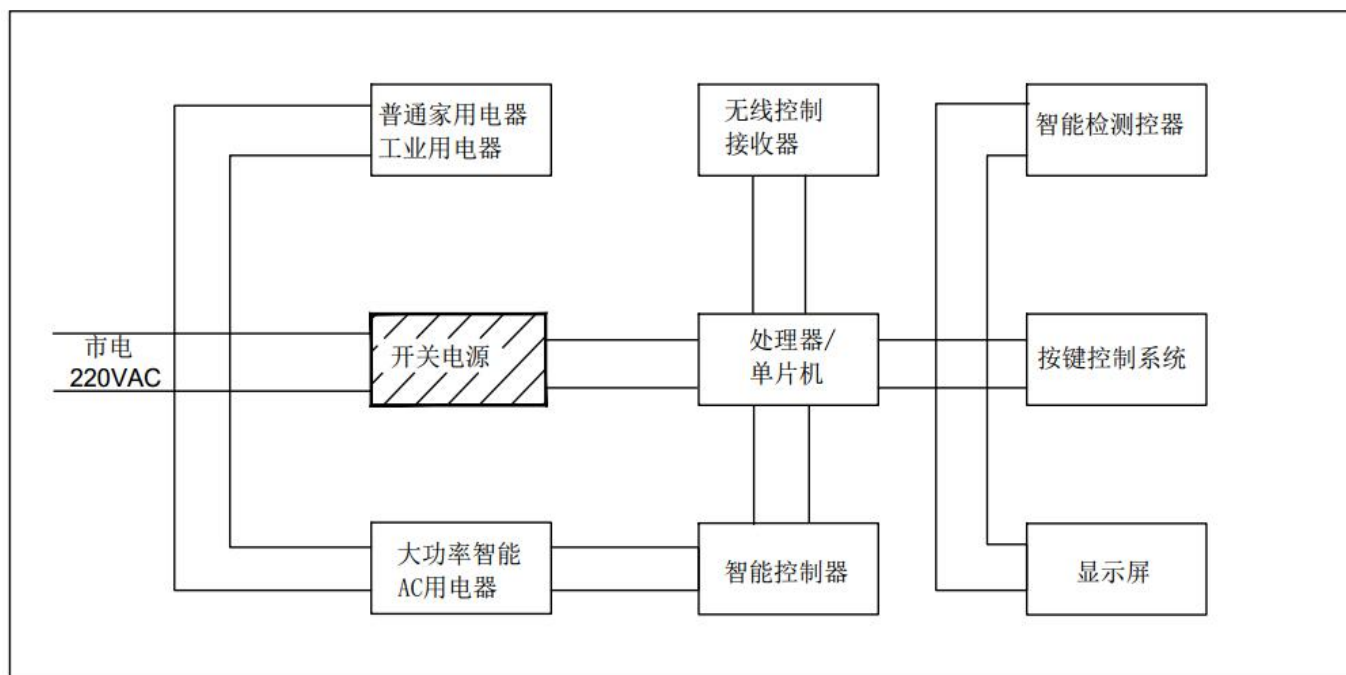 普通家用电器
工业用电器
无线控制
接收器
智能检测控器
市电
220VAC
开关电源
处理器/
单片机
按键控制系统
大功率智能
AC用电器
智能控制器
显示屏